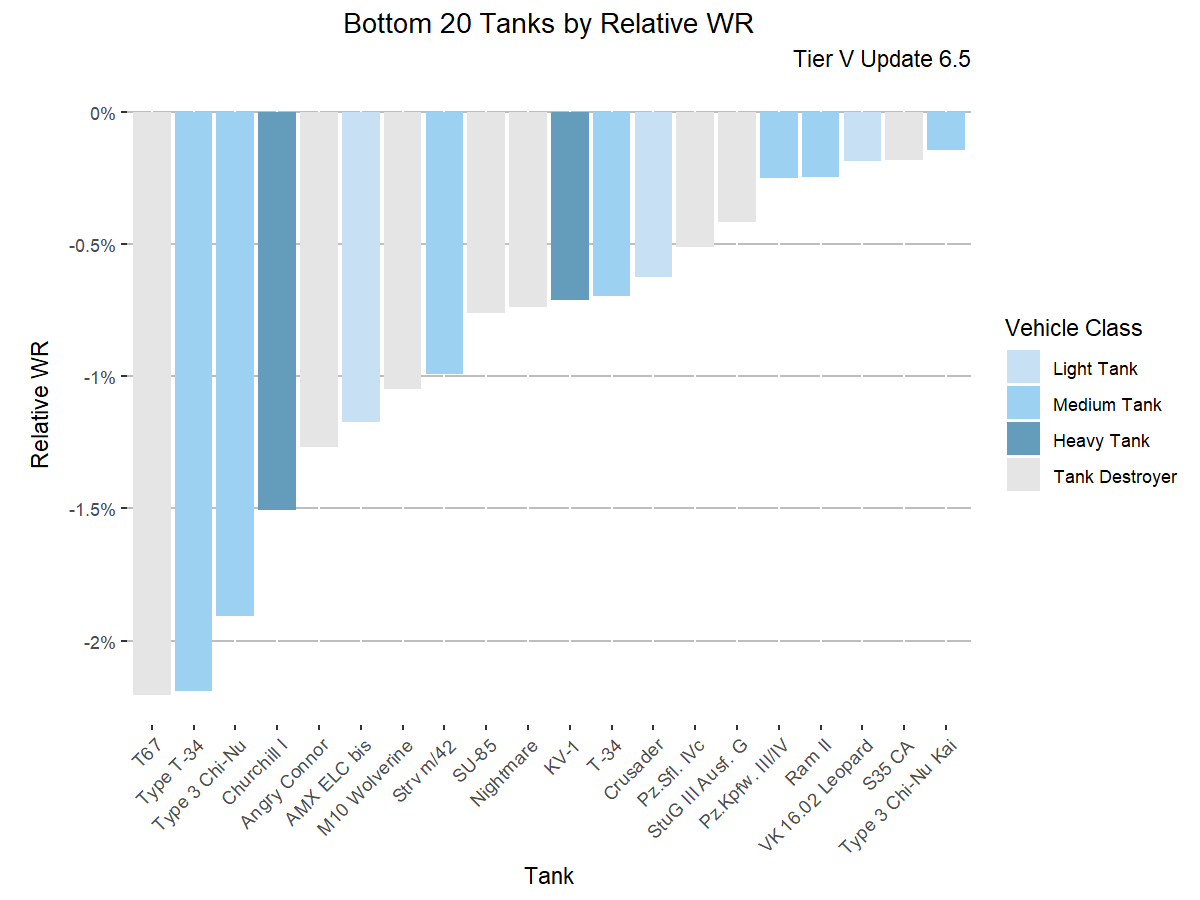 Bottom 20 Tanks by Relative WR
Tier V Update 6.5
0%
-0.5%
-1%
-1.5%
-2%
Relative WR
T67
Type T-34
Type 3 Chi-Nu
Churchill I
Angry Connor
AMX ELC bis
M10 Wolverine
Strv m/42
SU-85
Nightmare
KV-1
T-34
Crusader
Pz.Sfl. IVc
StuG III Ausf. G
Pz.Kpfw. III/IV
Ram II
VK 16.02 Leopard
S35 CA
Type 3 Chi-Nu Kai
Tank
Vehicle Class
Light Tank
Medium Tank
Heavy Tank
Tank Destroyer